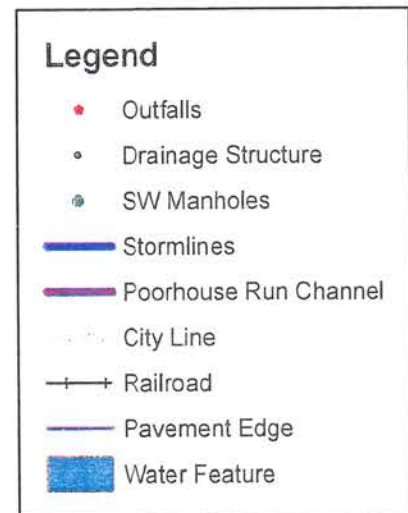 Legend
Outfalls
Drainage Structure
SW Manholes
Stormlines
Poorhouse Run Channel
City Line
Railroad
Pavement Edge
Water Feature